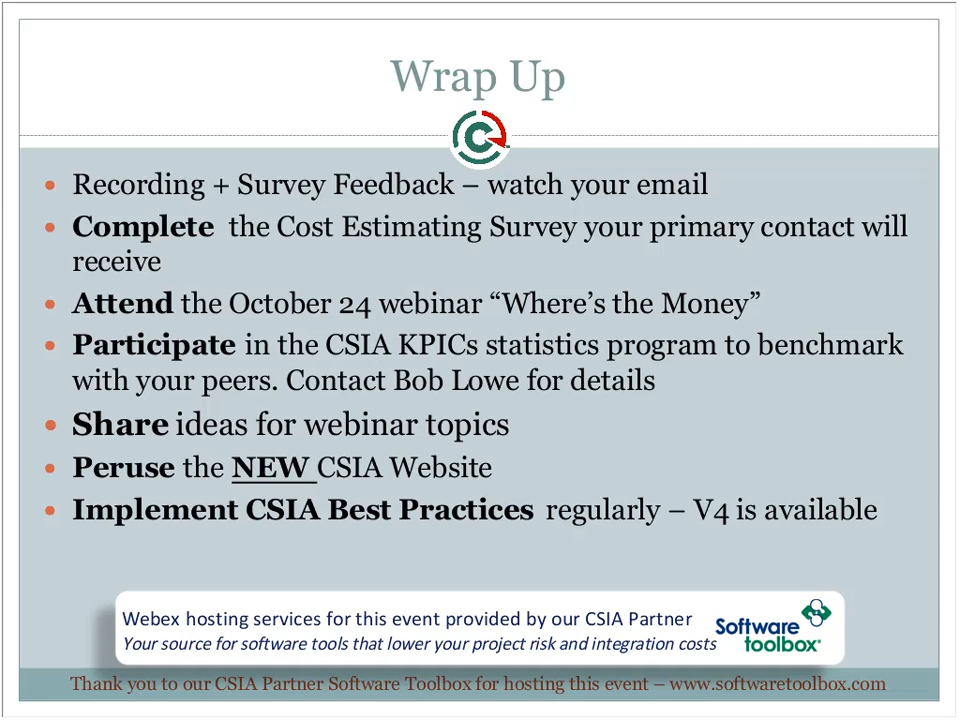 Wrap Up
Recording + Survey Feedback – watch your email
Complete the Cost Estimating Survey your primary contact will
receive
Attend the October 24 webinar “Where’s the Money”
Participate in the CSIA KPICs statistics program to benchmark
with your peers. Contact Bob Lowe for details
Share ideas for webinar topics
Peruse the NEW CSIA Website
Implement CSIA Best Practices regularly – V4 is available
Webex hosting services for this event provided by our CSIA Partner
Your source for software tools that lower your project risk and integration costs
Software
toolbox
Thank you to our CSIA Partner Software Toolbox for hosting this event – www.softwaretoolbox.com